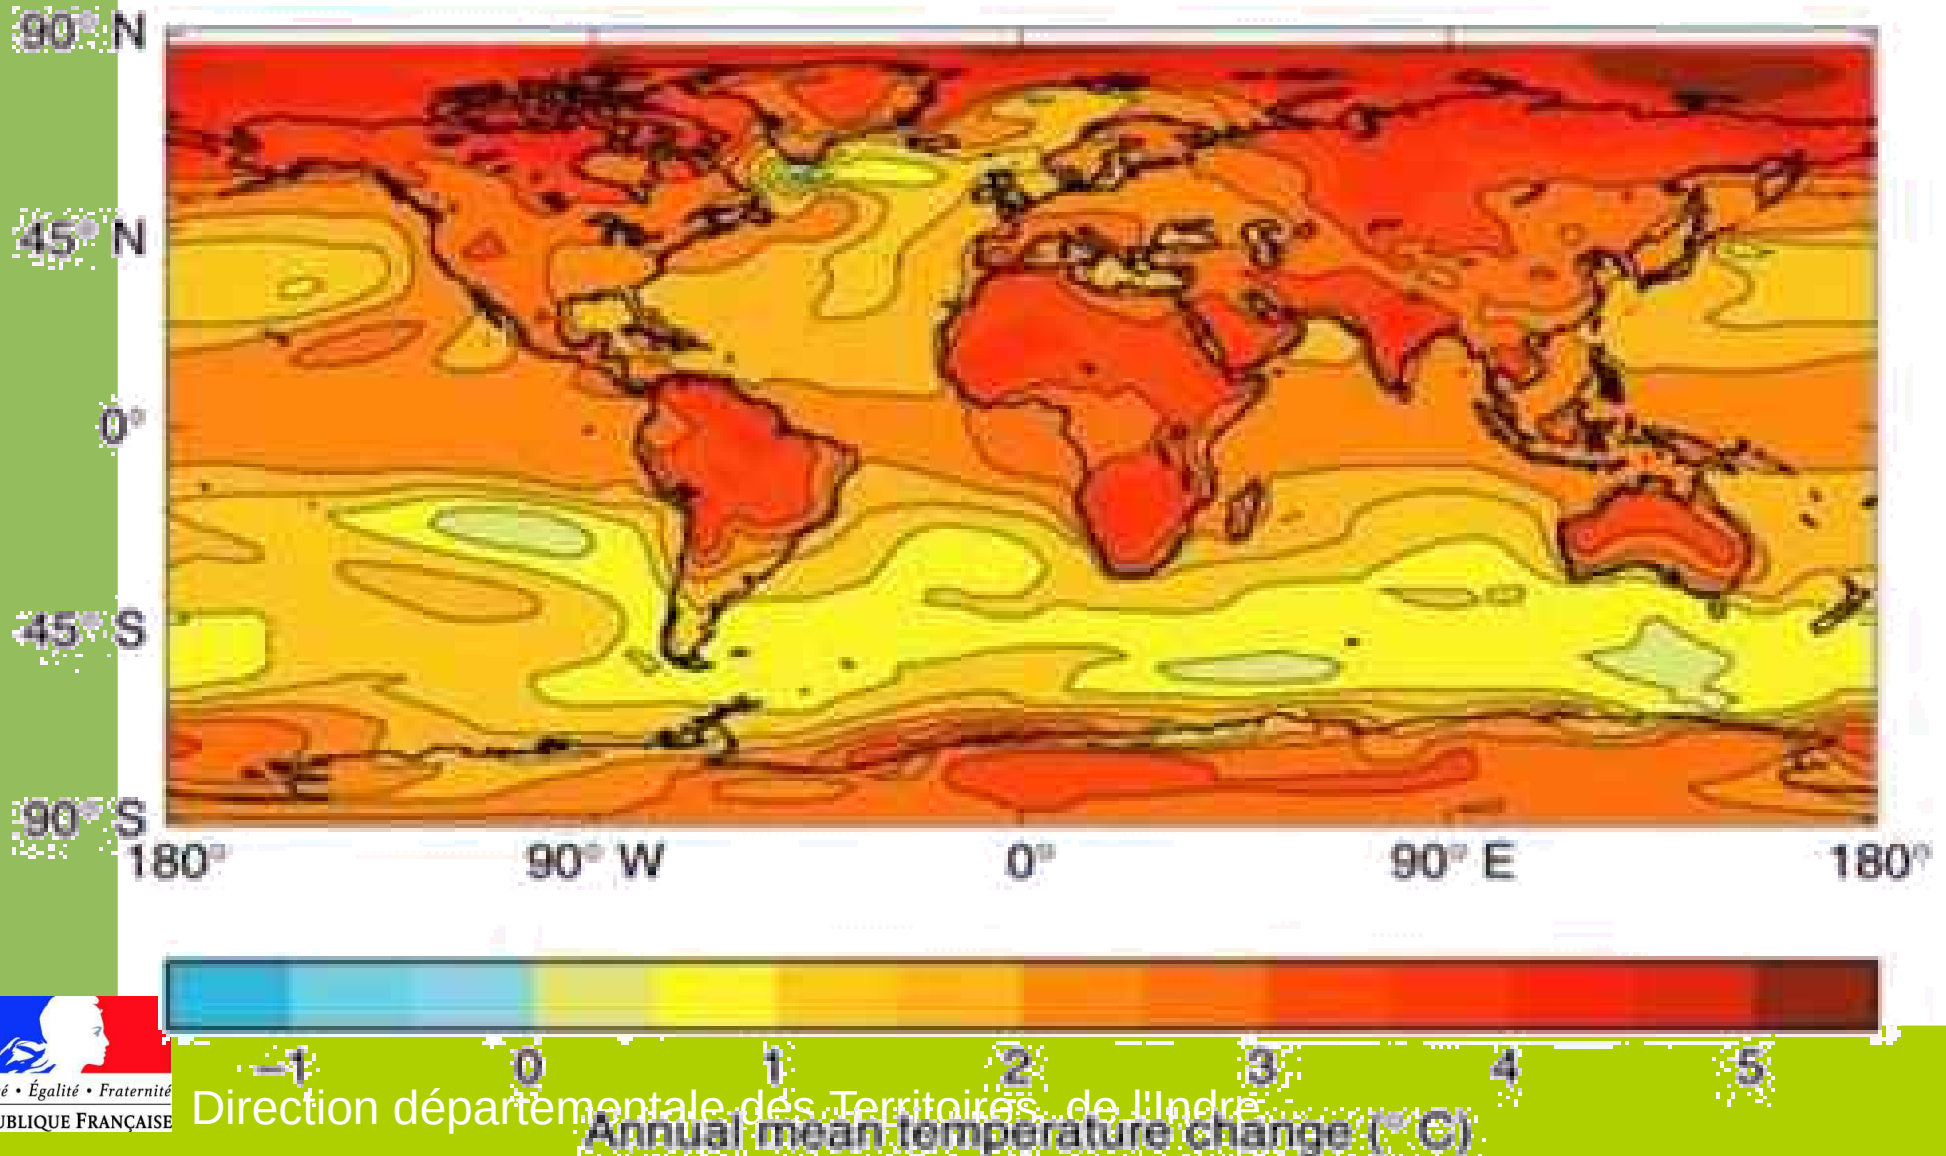 90° N
45° N
0°
45° S
90° S
180° 90° W 0° 90° E 180°
–1 0 1 2 3 4 5
Annual mean temperature change (° C)
é • Égalité • Fraternité
UBLIQUE FRANÇAISE
Direction départementale des Territoires de l'Indre